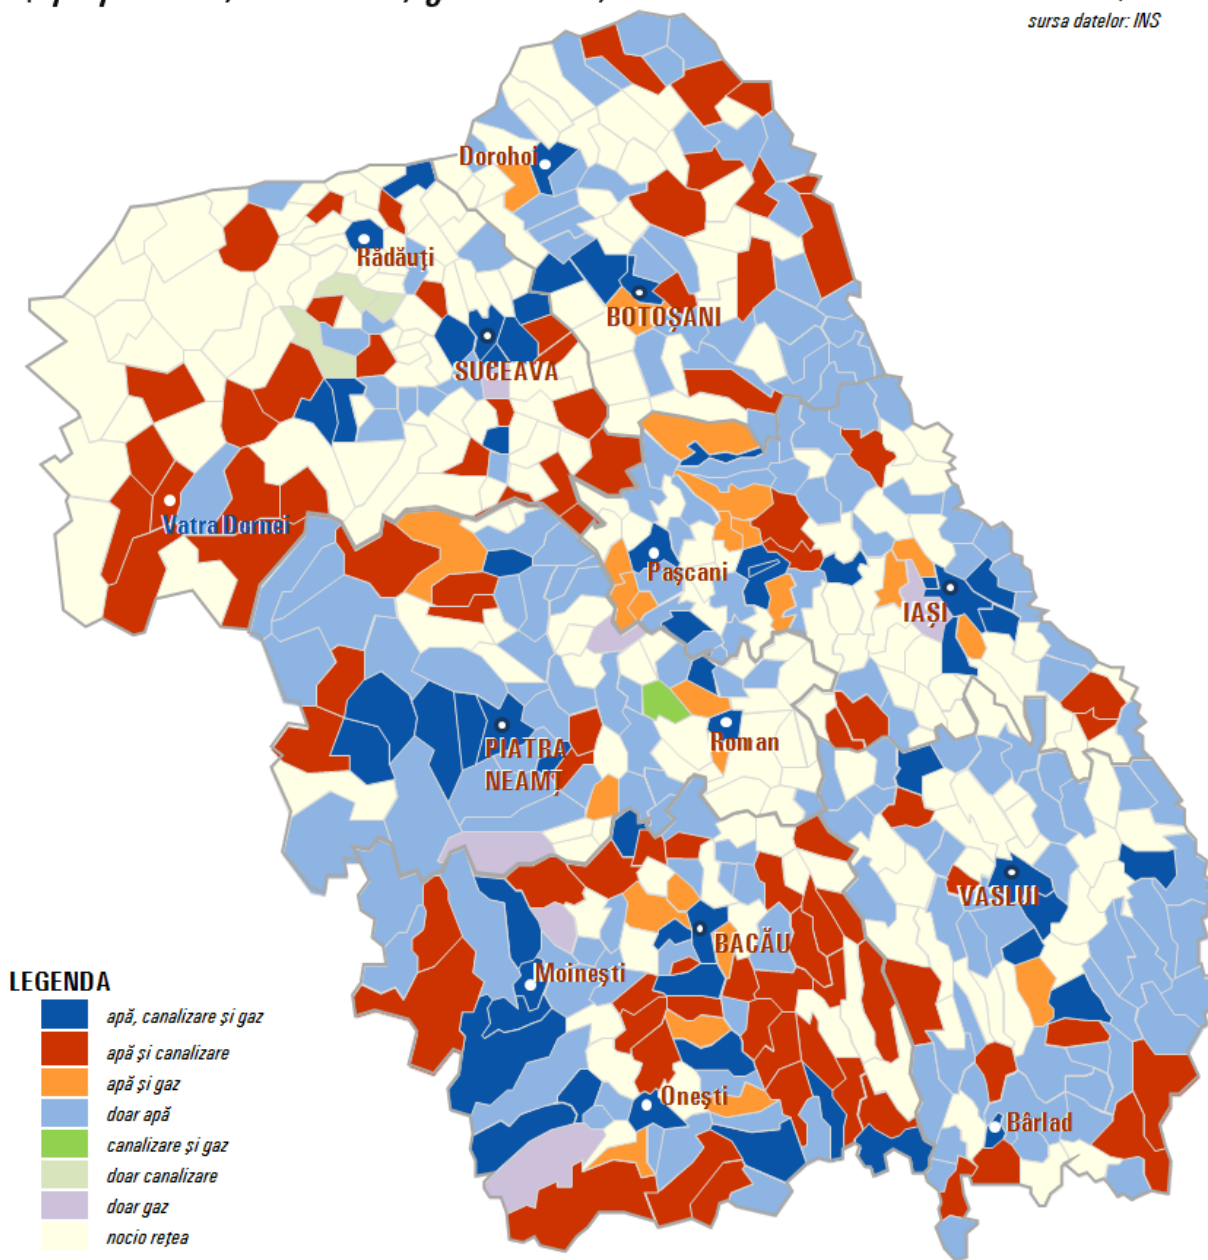 sursa datelor: INS
Dorohoi
Rădăuţi
BOTOŞANI
SUCEAVA
Vatra Dornei
Paşcani
IAŞI
Roman
PIATRA
NEAMŢ
VASLUI
BACĂU
Moineşti
Oneşti
Bârlad
LEGENDA
apă, canalizare şi gaz
apă şi canalizare
apă şi gaz
doar apă
canalizare şi gaz
doar canalizare
doar gaz
nocio reţea